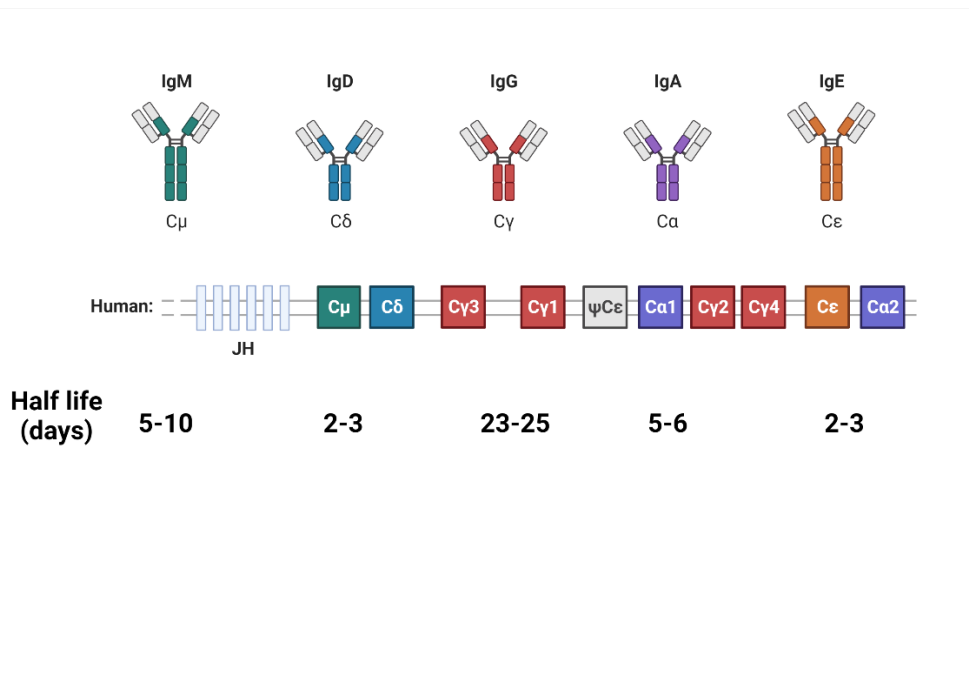 IgM IgD IgG IgA IgE
Cμ Cδ Cγ Cα Cε
Human: Cμ Cδ Cγ3 Cγ1 ψCε Cα1 Cγ2 Cγ4 Cε Cα2
JH
Half life
(days) 5-10 2-3 23-25 5-6 2-3